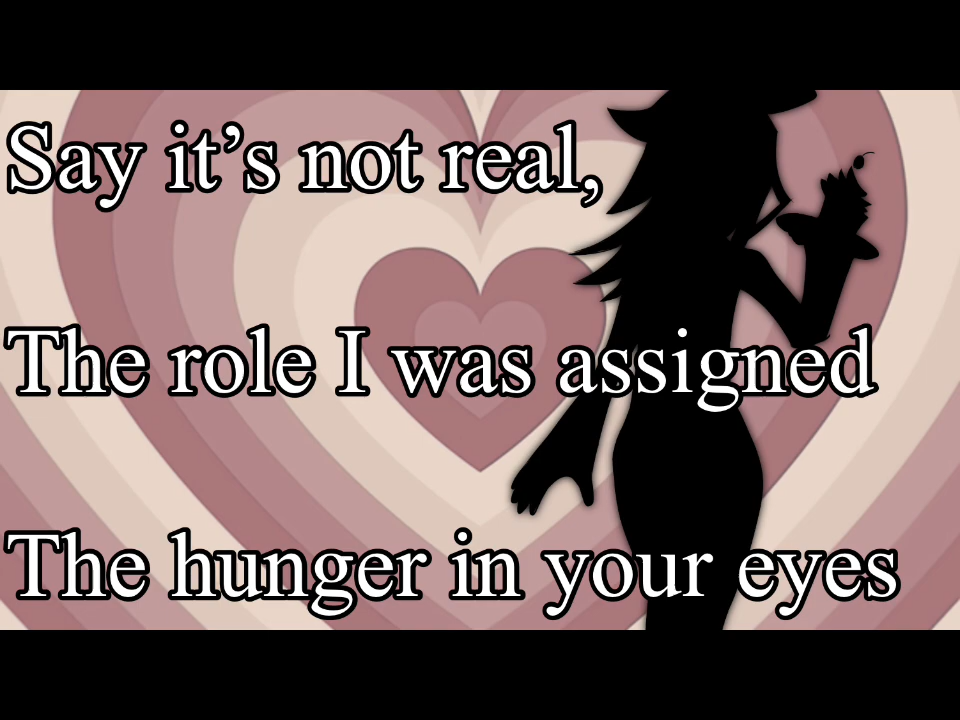 Say it’s not real,
The role I was assigned
The hunger in your eyes